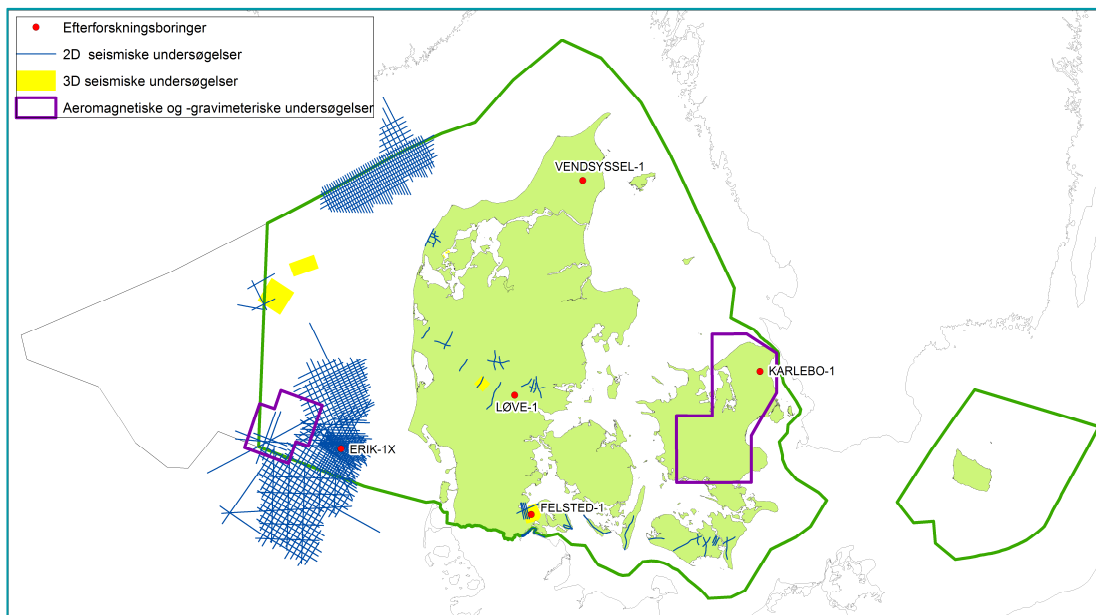 Efterforskningsboringer
2D seismiske undersøgelser
3D seismiske undersøgelser
Aeromagnetiske og -gravimeteriske undersøgelser
VENDSYSSEL-1
KARLEBO-1
LØVE-1
ERIK-1X
FELSTED-1